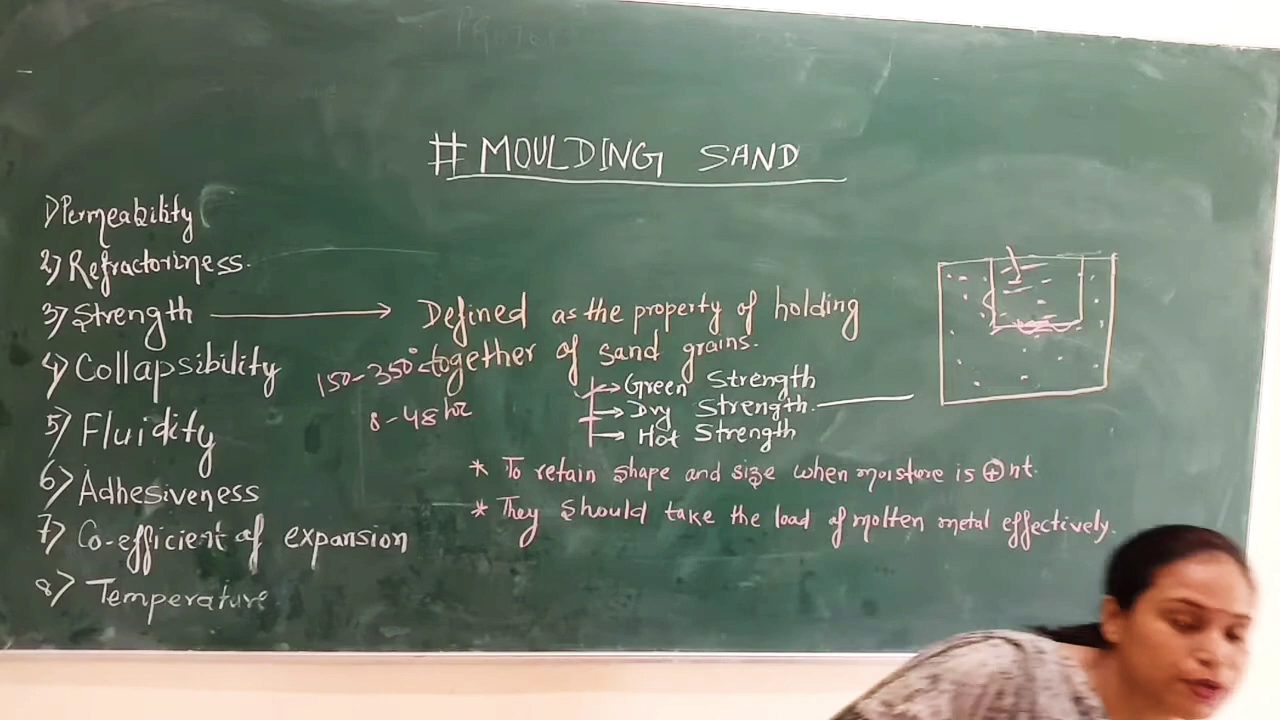 # MOULDING SAND
1) Permeability
2) Refractoriness.
3) Strength → Defined as the property of holding
together of sand grains.
4) Collapsibility
150-350°
8-48 hr
→ Green Strength
→ Dry Strength.
→ Hot Strength
5) Fluidity
6) Adhesiveness
7) Co-efficient of expansion
8) Temperature
* To retain shape and size when moisture is ⊕nt.
* They should take the load of molten metal effectively.